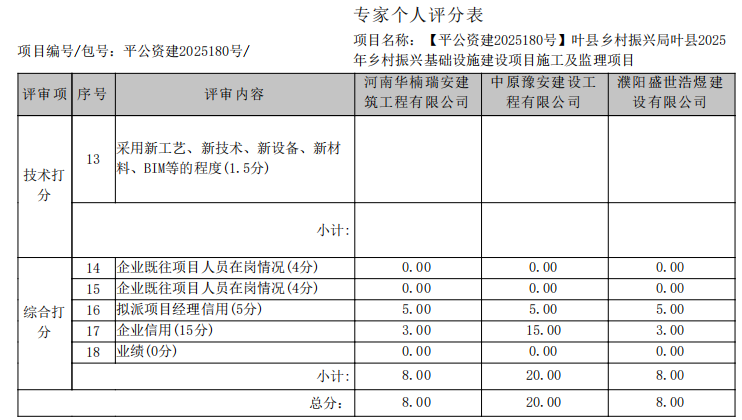 专家个人评分表
项目编号/包号: 平公资建2025180号/
项目名称: 【平公资建2025180号】叶县乡村振兴局叶县2025
年乡村振兴基础设施建设项目施工及监理项目
评审项 序号 评审内容 河南华楠瑞安建 中原豫安建设工 濮阳盛世浩煜建
筑工程有限公司 程有限公司 设有限公司
技术打
分
13 采用新工艺、新技术、新设备、新材
料、BIM等的程度(1.5分)
小计:
综合打
分
14 企业既往项目人员在岗情况(4分) 0.00 0.00 0.00
15 企业既往项目人员在岗情况(4分) 0.00 0.00 0.00
16 拟派项目经理信用(5分) 5.00 5.00 5.00
17 企业信用(15分) 3.00 15.00 3.00
18 业绩(0分) 0.00 0.00 0.00
小计: 8.00 20.00 8.00
总分: 8.00 20.00 8.00